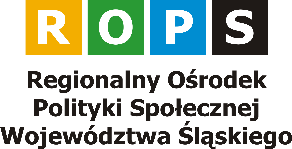 ROPS
Regionalny Ośrodek
Polityki Społecznej
Województwa Śląskiego